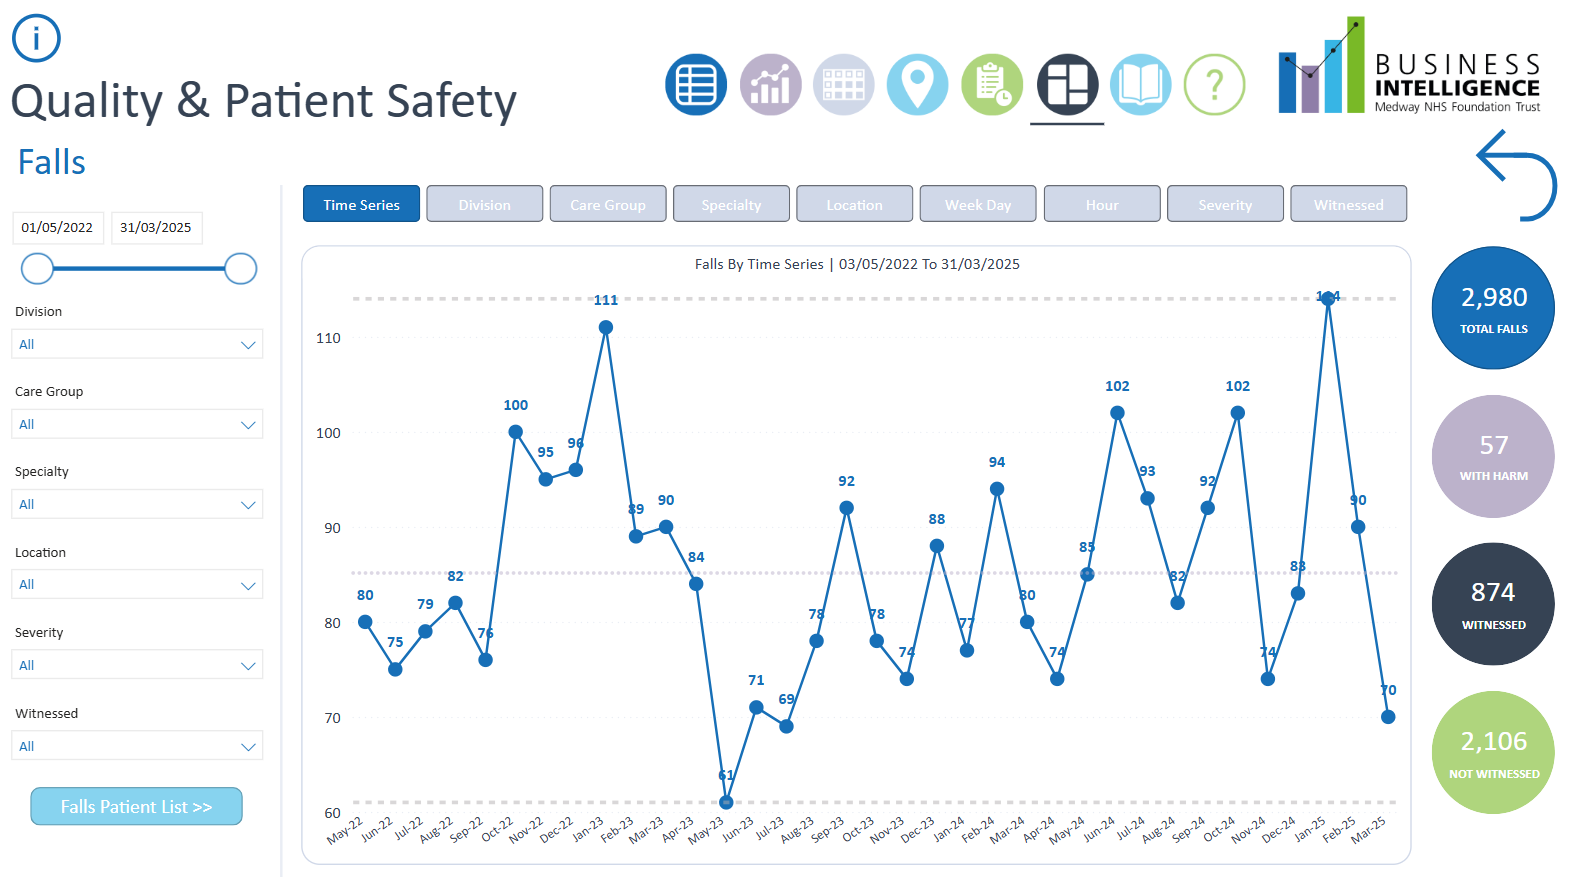 i
Quality & Patient Safety
?
BUSINESS
INTELLIGENCE
Medway NHS Foundation Trust
Falls
01/05/2022 31/03/2025
Division
All
Care Group
All
Specialty
All
Location
All
Severity
All
Witnessed
All
Falls Patient List >>
Time Series Division Care Group Specialty Location Week Day Hour Severity Witnessed
Falls By Time Series | 03/05/2022 To 31/03/2025
110
100
90
80
70
60
80 75 79 82 76 100 95 96 111 89 90 84 61 71 69 78 92 78 74 88 77 94 80 74 85 102 93 82 92 102 74 83 114 90 70
May-22 Jun-22 Jul-22 Aug-22 Sep-22 Oct-22 Nov-22 Dec-22 Jan-23 Feb-23 Mar-23 Apr-23 May-23 Jun-23 Jul-23 Aug-23 Sep-23 Oct-23 Nov-23 Dec-23 Jan-24 Feb-24 Mar-24 Apr-24 May-24 Jun-24 Jul-24 Aug-24 Sep-24 Oct-24 Nov-24 Dec-24 Jan-25 Feb-25 Mar-25
2,980
TOTAL FALLS
57
WITH HARM
874
WITNESSED
2,106
NOT WITNESSED